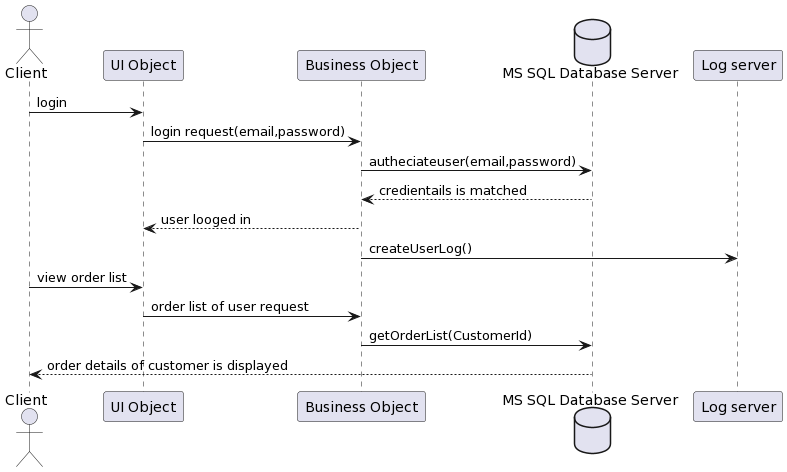 Client
UI Object
Business Object
MS SQL Database Server
Log server
login
login request(email,password)
autheciateuser(email,password)
credientails is matched
user looged in
createUserLog()
view order list
order list of user request
getOrderList(CustomerId)
order details of customer is displayed
Client
UI Object
Business Object
MS SQL Database Server
Log server